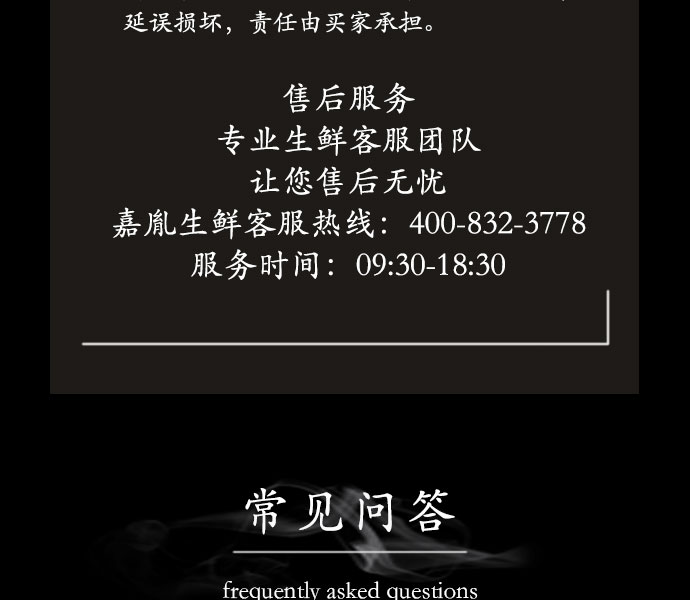 延误损坏，责任由买家承担。
售后服务
专业生鲜客服团队
让您售后无忧
嘉胤生鲜客服热线：400-832-3778
服务时间：09:30-18:30
常见问答
frequently asked questions